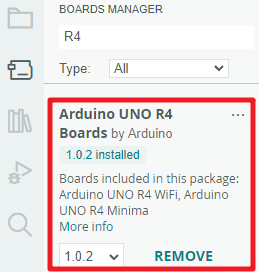 BOARDS MANAGER
R4
Type: All
Arduino UNO R4
Boards by Arduino
1.0.2 installed
Boards included in this package:
Arduino UNO R4 WiFi, Arduino
UNO R4 Minima
More info
1.0.2 REMOVE